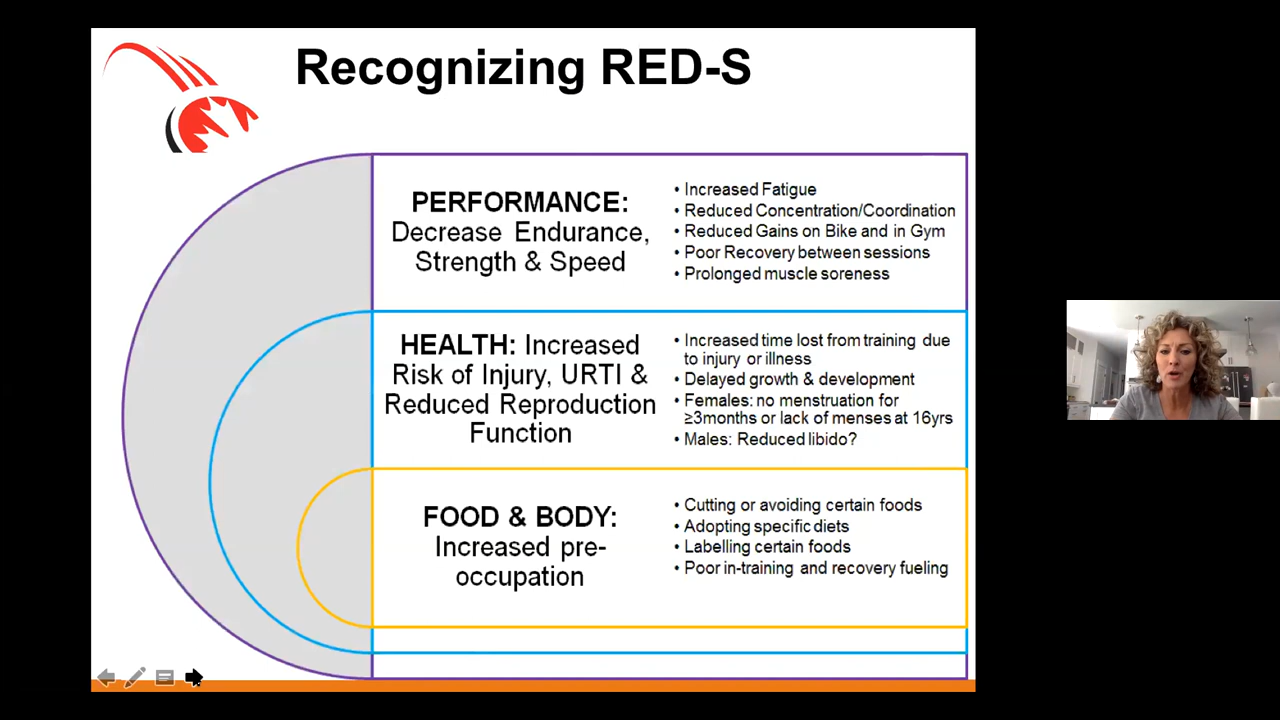 Recognizing RED-S
PERFORMANCE:
Decrease Endurance,
Strength & Speed
• Increased Fatigue
• Reduced Concentration/Coordination
• Reduced Gains on Bike and in Gym
• Poor Recovery between sessions
• Prolonged muscle soreness
HEALTH: Increased
Risk of Injury, URTI &
Reduced Reproduction
Function
• Increased time lost from training due
to injury or illness
• Delayed growth & development
• Females: no menstruation for
≥3months or lack of menses at 16yrs
• Males: Reduced libido?
FOOD & BODY:
Increased pre-
occupation
• Cutting or avoiding certain foods
• Adopting specific diets
• Labelling certain foods
• Poor in-training and recovery fueling